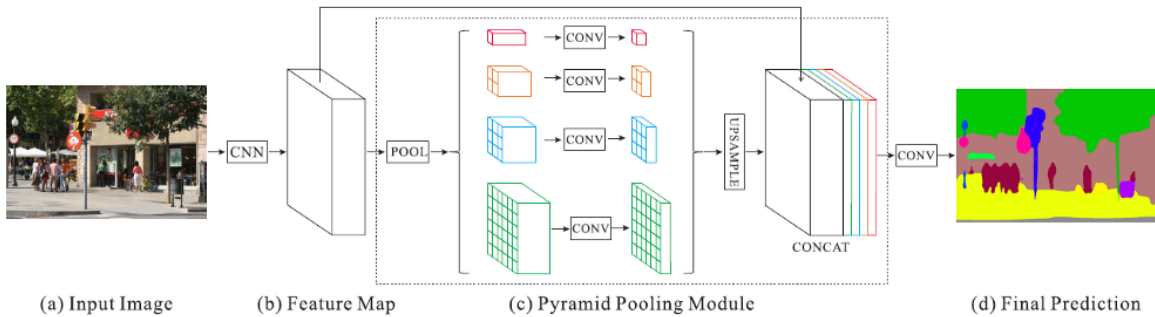 CNN
POOL
CONV
CONV
CONV
CONV
UPSAMPLE
CONCAT
CONV
(a) Input Image
(b) Feature Map
(c) Pyramid Pooling Module
(d) Final Prediction